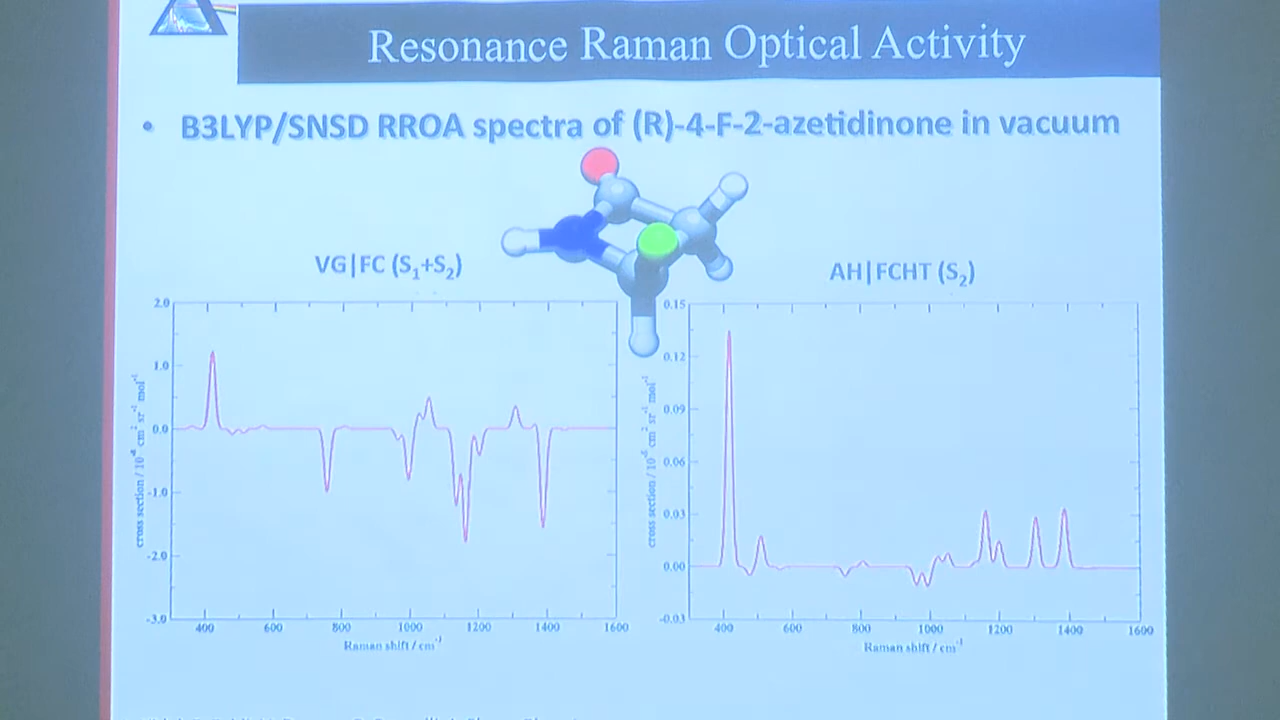 Resonance Raman Optical Activity
• B3LYP/SNSD RROA spectra of (R)-4-F-2-azetidinone in vacuum
VG|FC (S₁+S₂)
2.0
1.0
0.0
-1.0
-2.0
-3.0
cross section / 10⁻⁸ cm² sr⁻¹ mol⁻¹
400 600 800 1000 1200 1400 1600
Raman shift / cm⁻¹
AH|FCHT (S₂)
0.15
0.12
0.09
0.06
0.03
0.00
-0.03
cross section / 10⁻⁸ cm² sr⁻¹ mol⁻¹
400 600 800 1000 1200 1400 1600
Raman shift / cm⁻¹